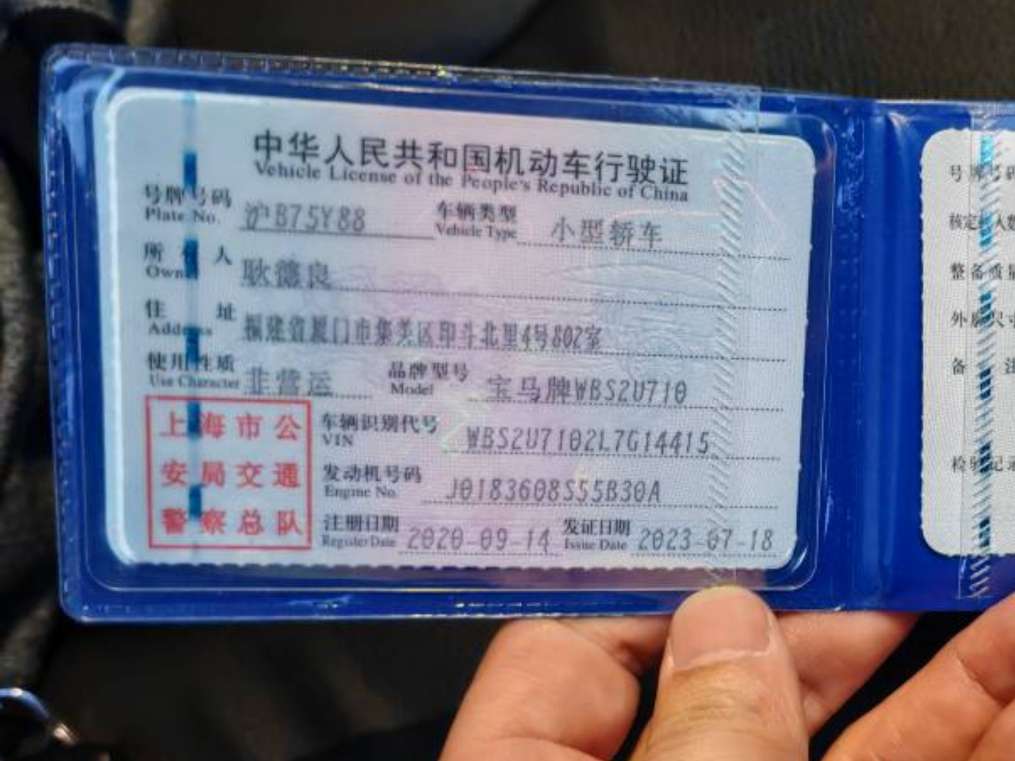 中华人民共和国机动车行驶证
Vehicle License of the People's Republic of China
号牌号码 沪B75Y88 车辆类型 小型轿车
Plate No. Vehicle Type
所有人 耿德良
Owner
住址 福建省厦门市集美区印斗北里4号802室
Address
使用性质 非营运 品牌型号 宝马牌WBS2U710
Use Character Model
上海市公
安局交通
警察总队
车辆识别代号 WBS2U7102L7G14415
VIN
发动机号码 J0183608S55B30A
Engine No.
注册日期 2020-09-14 发证日期 2023-07-18
Register Date Issue Date
号牌号码
核定 人数
整备质量
外廓尺寸
备 注
检验记录